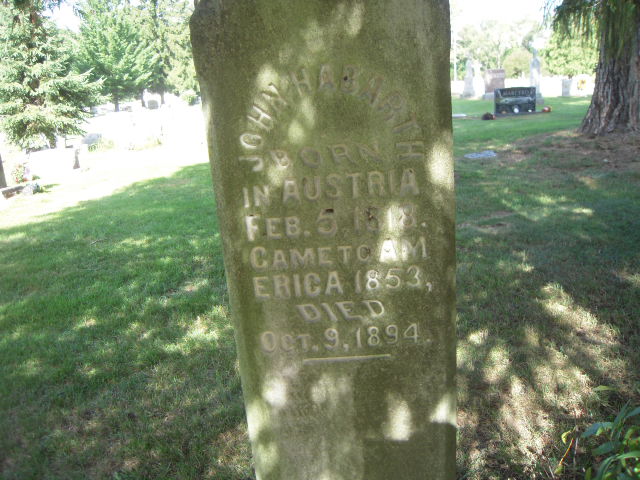 JOHN HABARTH
BORN
IN AUSTRIA
FEB. 5, 1818.
CAME TO AM
ERICA 1853,
DIED
OCT. 9, 1894.